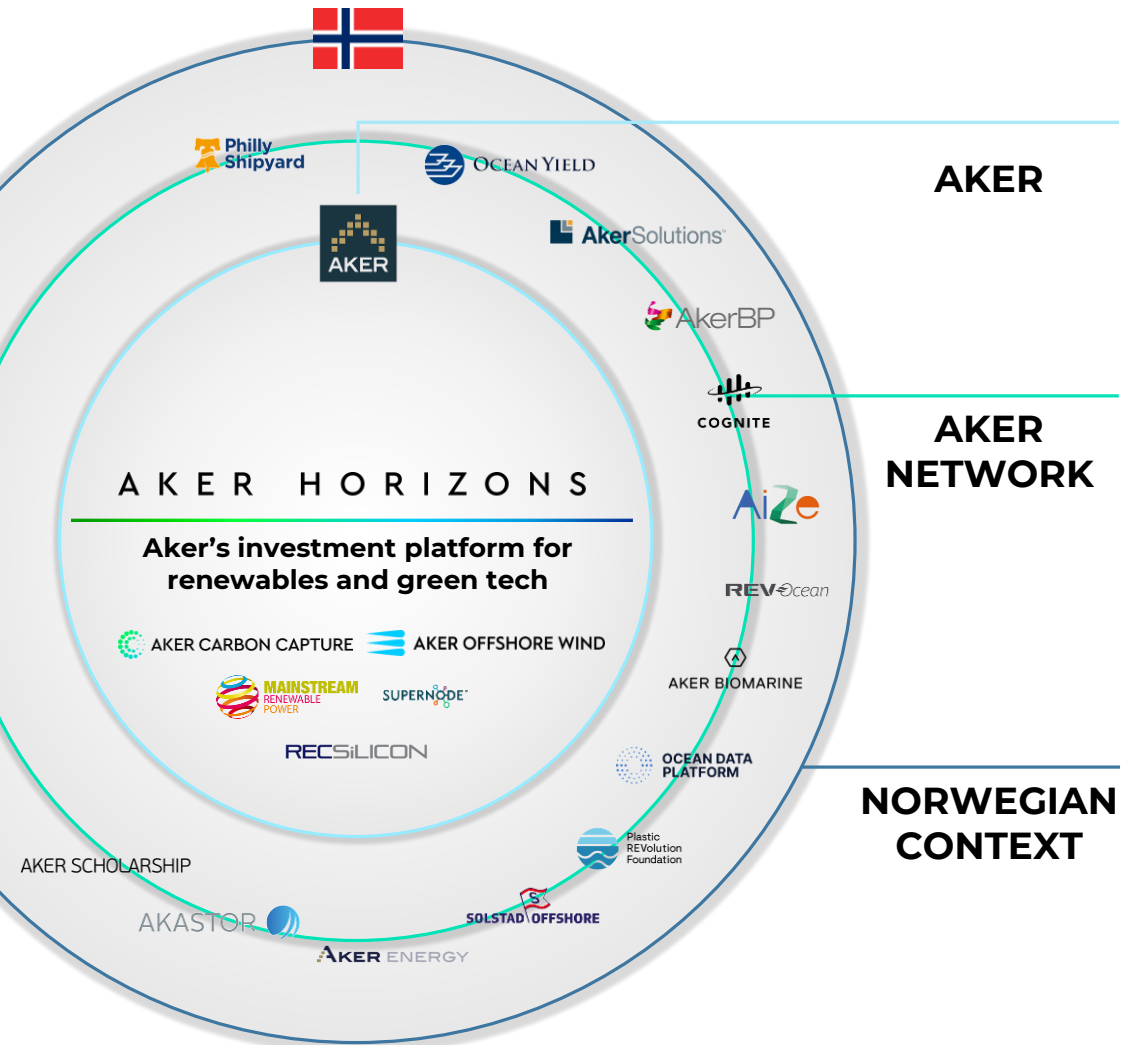 Philly
Shipyard
OCEAN YIELD
AkerSolutions
AkerBP
AKER
COGNITE
AiZe
REV Ocean
AKER BIOMARINE
OCEAN DATA
PLATFORM
Plastic
REVolution
Foundation
SOLSTAD OFFSHORE
AKER ENERGY
AKASTOR
AKER SCHOLARSHIP
AKER HORIZONS
Aker's investment platform for
renewables and green tech
AKER CARBON CAPTURE
AKER OFFSHORE WIND
MAINSTREAM
RENEWABLE
POWER
SUPERNODE™
RECSiLICON
AKER
AKER
NETWORK
NORWEGIAN
CONTEXT